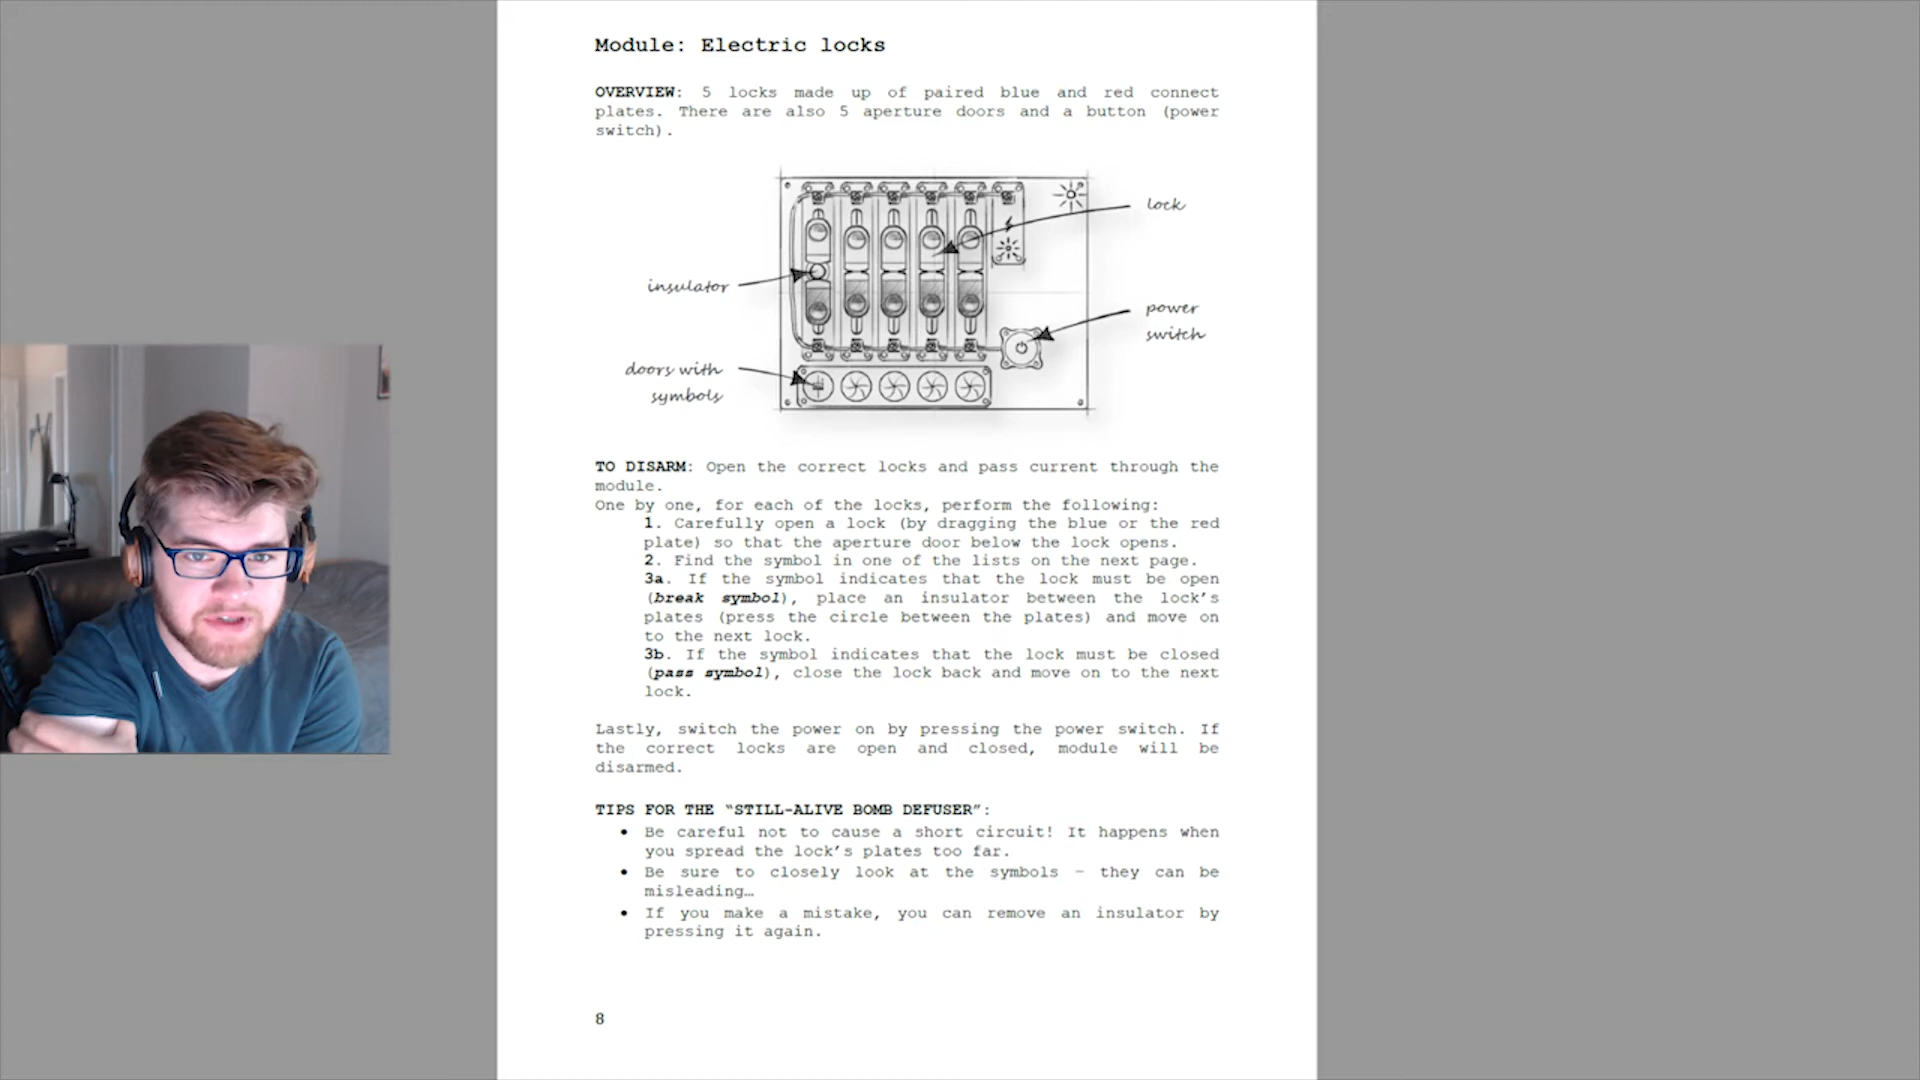 Module: Electric locks
OVERVIEW: 5 locks made up of paired blue and red connect
plates. There are also 5 aperture doors and a button (power
switch).
lock
insulator
power
switch
doors with
symbols
TO DISARM: Open the correct locks and pass current through the
module.
One by one, for each of the locks, perform the following:
1. Carefully open a lock (by dragging the blue or the red
plate) so that the aperture door below the lock opens.
2. Find the symbol in one of the lists on the next page.
3a. If the symbol indicates that the lock must be open
(break symbol), place an insulator between the lock's
plates (press the circle between the plates) and move on
to the next lock.
3b. If the symbol indicates that the lock must be closed
(pass symbol), close the lock back and move on to the next
lock.
Lastly, switch the power on by pressing the power switch. If
the correct locks are open and closed, module will be
disarmed.
TIPS FOR THE “STILL-ALIVE BOMB DEFUSER”:
• Be careful not to cause a short circuit! It happens when
you spread the lock’s plates too far.
• Be sure to closely look at the symbols – they can be
misleading…
• If you make a mistake, you can remove an insulator by
pressing it again.
8